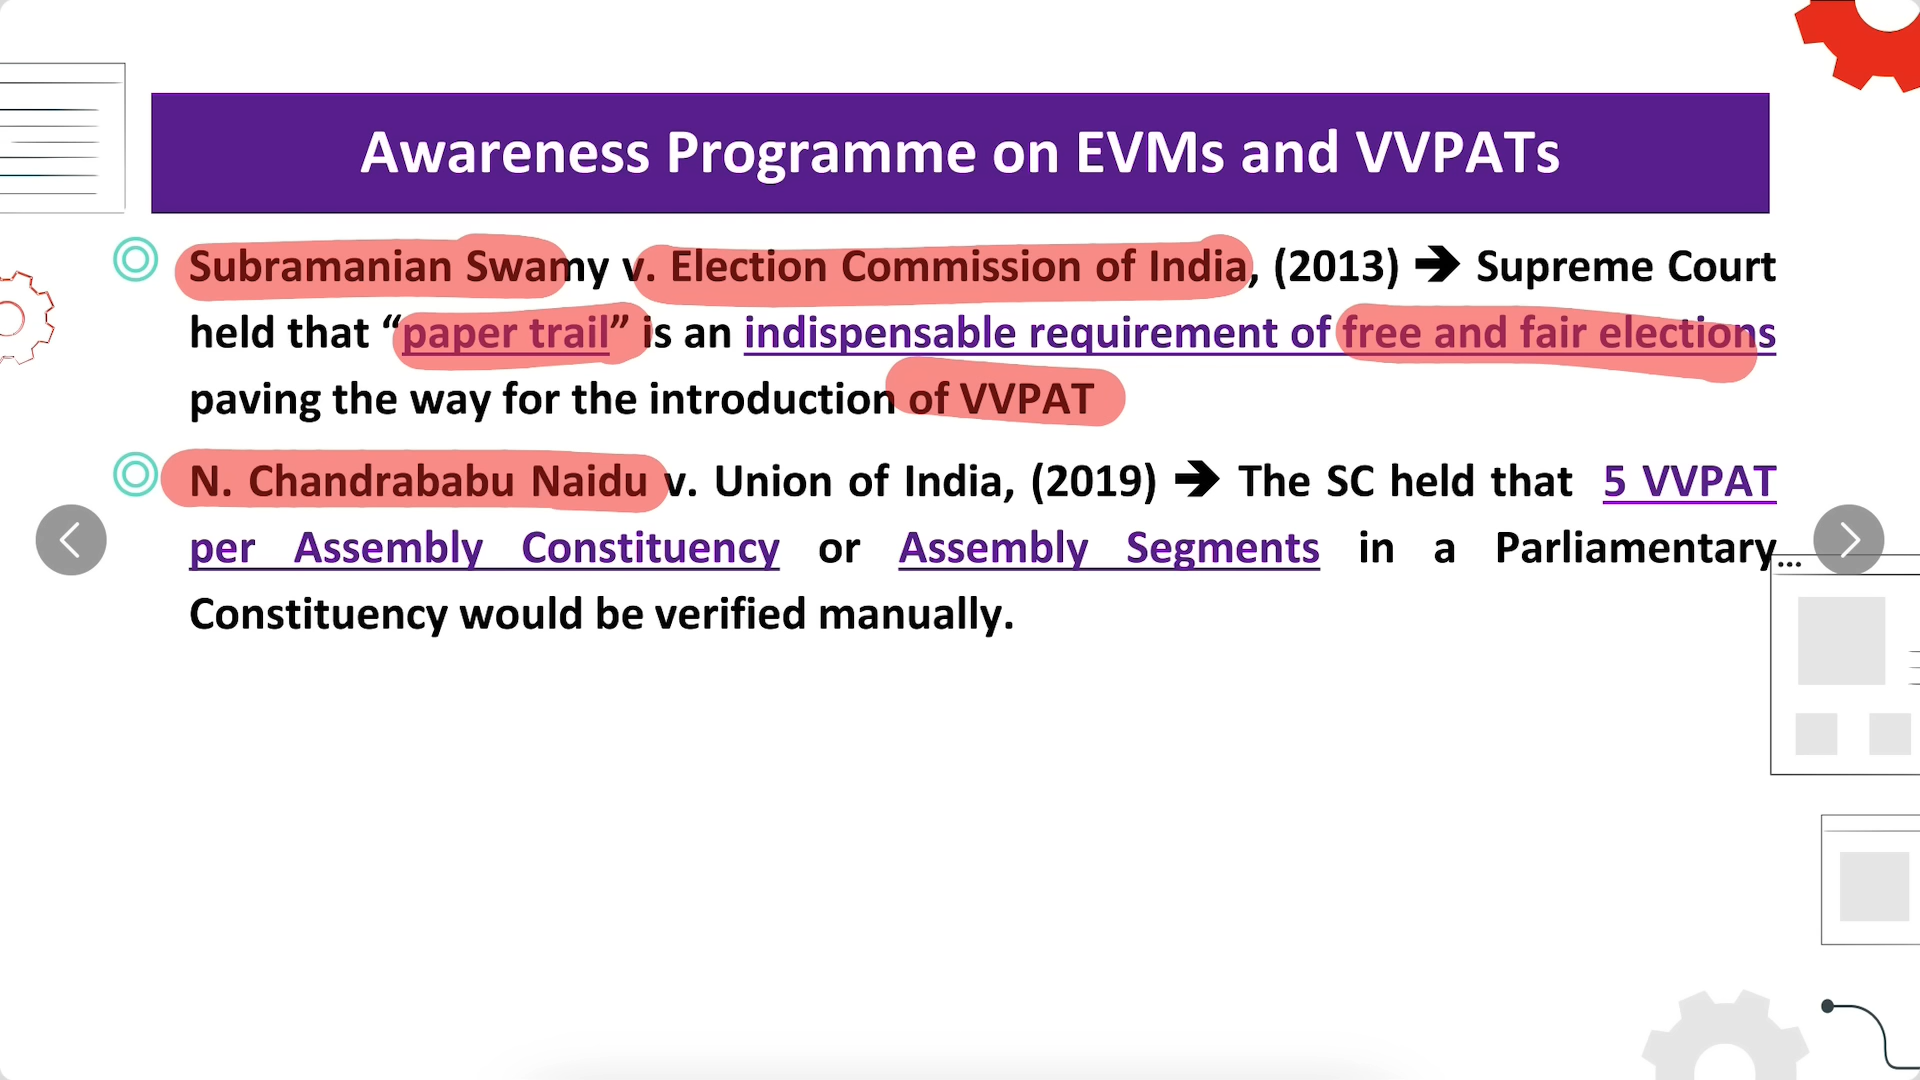 Awareness Programme on EVMs and VVPATs
Subramanian Swamy v. Election Commission of India, (2013) ➔ Supreme Court
held that “paper trail” is an indispensable requirement of free and fair elections
paving the way for the introduction of VVPAT
N. Chandrababu Naidu v. Union of India, (2019) ➔ The SC held that 5 VVPAT
per Assembly Constituency or Assembly Segments in a Parliamentary
Constituency would be verified manually.